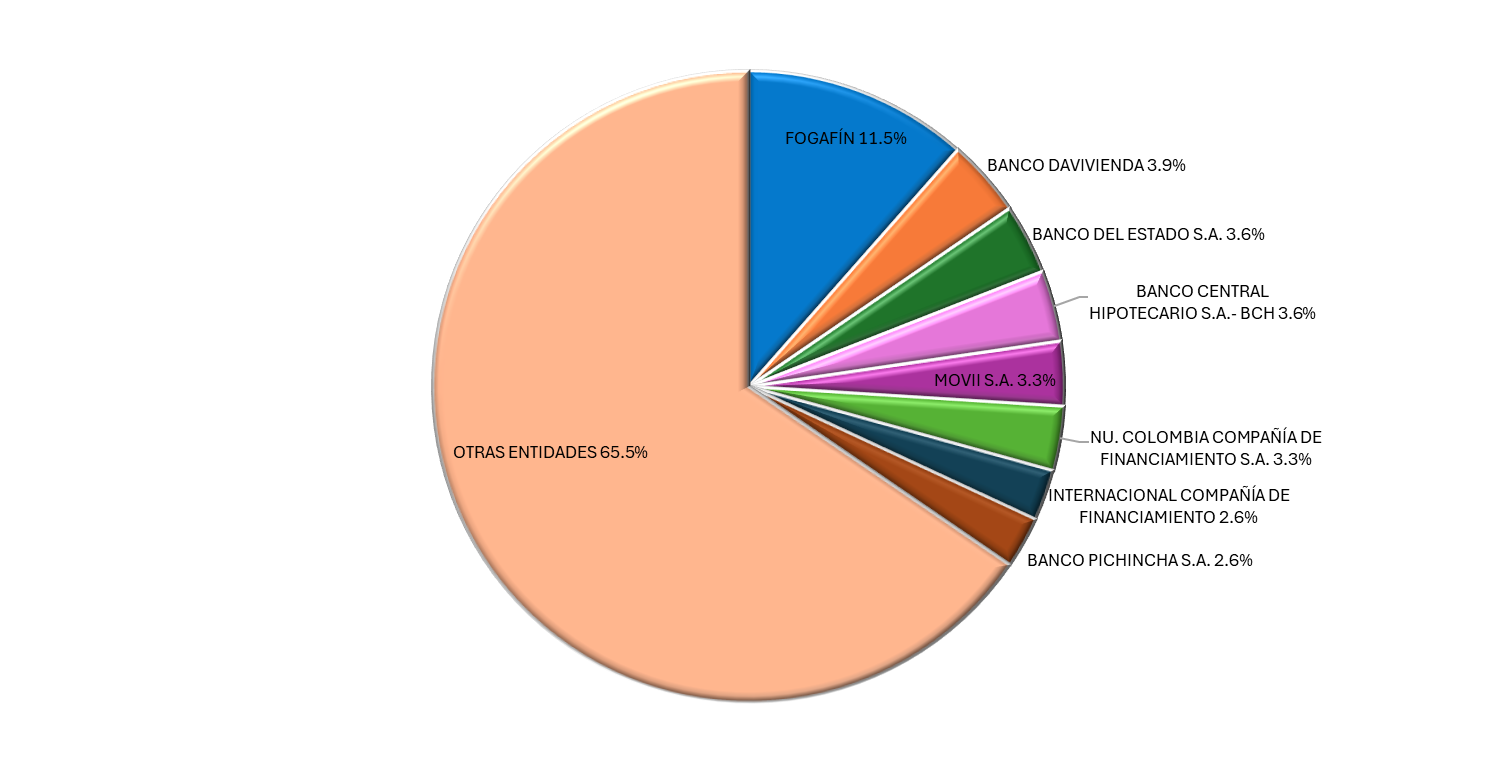 FOGAFÍN 11.5%
BANCO DAVIVIENDA 3.9%
BANCO DEL ESTADO S.A. 3.6%
BANCO CENTRAL
HIPOTECARIO S.A.- BCH 3.6%
MOVII S.A. 3.3%
NU. COLOMBIA COMPAÑÍA DE
FINANCIAMIENTO S.A. 3.3%
INTERNACIONAL COMPAÑÍA DE
FINANCIAMIENTO 2.6%
BANCO PICHINCHA S.A. 2.6%
OTRAS ENTIDADES 65.5%